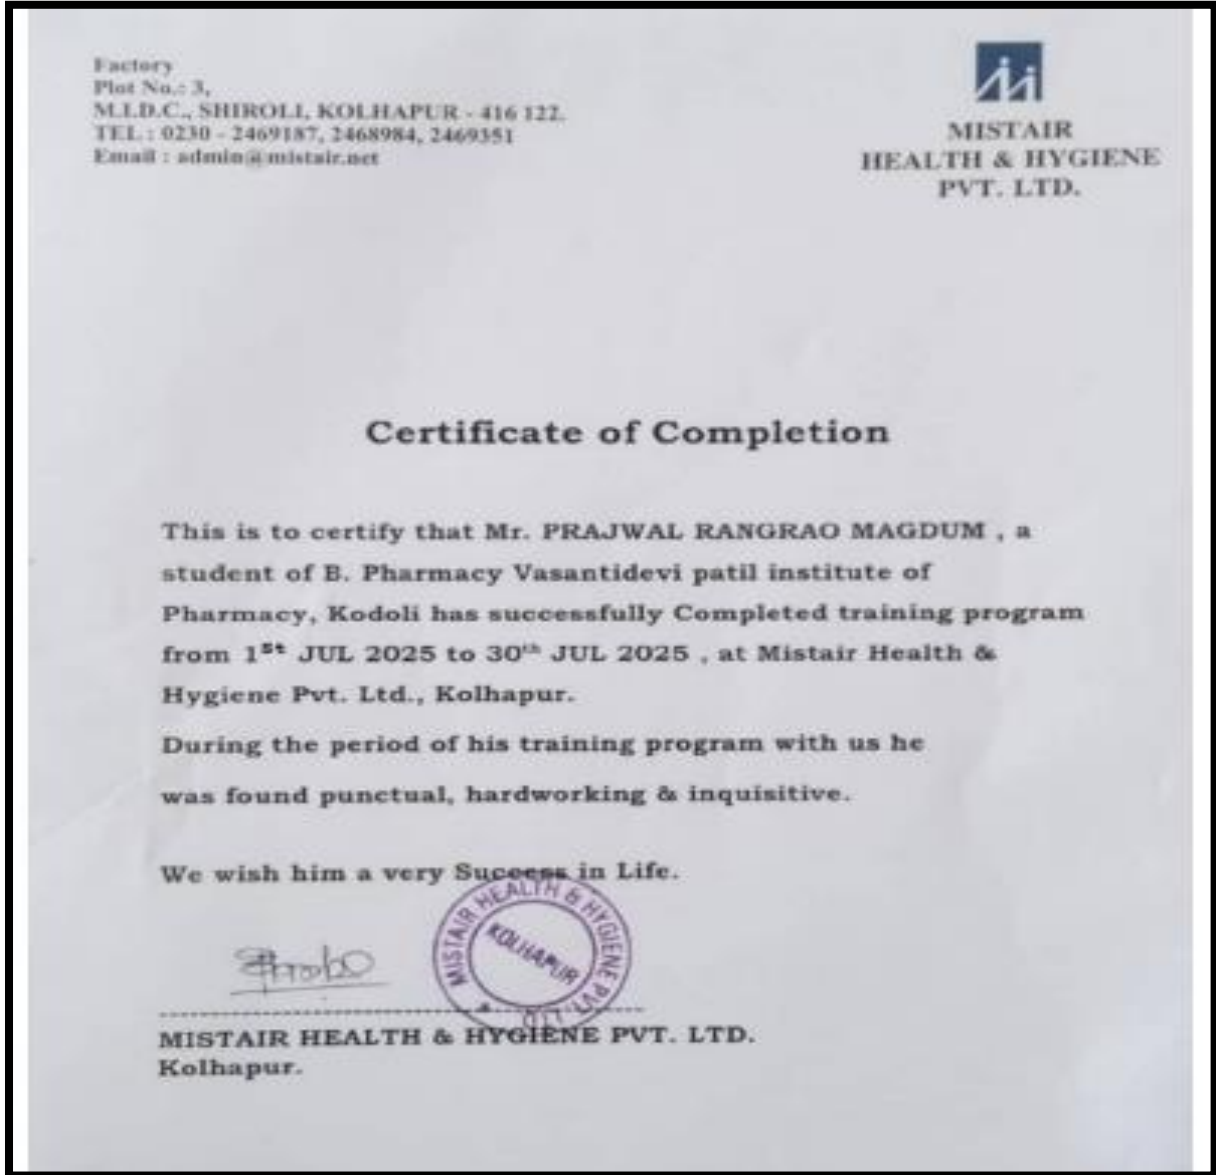 Factory
Plot No.: 3,
M.I.D.C., SHIROLI, KOLHAPUR - 416 122.
TEL.: 0230 - 2469187, 2468984, 2469351
Email : admin@mistair.net
MISTAIR
HEALTH & HYGIENE
PVT. LTD.
Certificate of Completion
This is to certify that Mr. PRAJWAL RANGRAO MAGDUM , a
student of B. Pharmacy Vasantidevi patil institute of
Pharmacy, Kodoli has successfully Completed training program
from 1st JUL 2025 to 30th JUL 2025 , at Mistair Health &
Hygiene Pvt. Ltd., Kolhapur.
During the period of his training program with us he
was found punctual, hardworking & inquisitive.
We wish him a very Success in Life.
MISTAIR HEALTH & HYGIENE PVT. LTD.
KOLHAPUR
MISTAIR HEALTH & HYGIENE PVT. LTD.
Kolhapur.